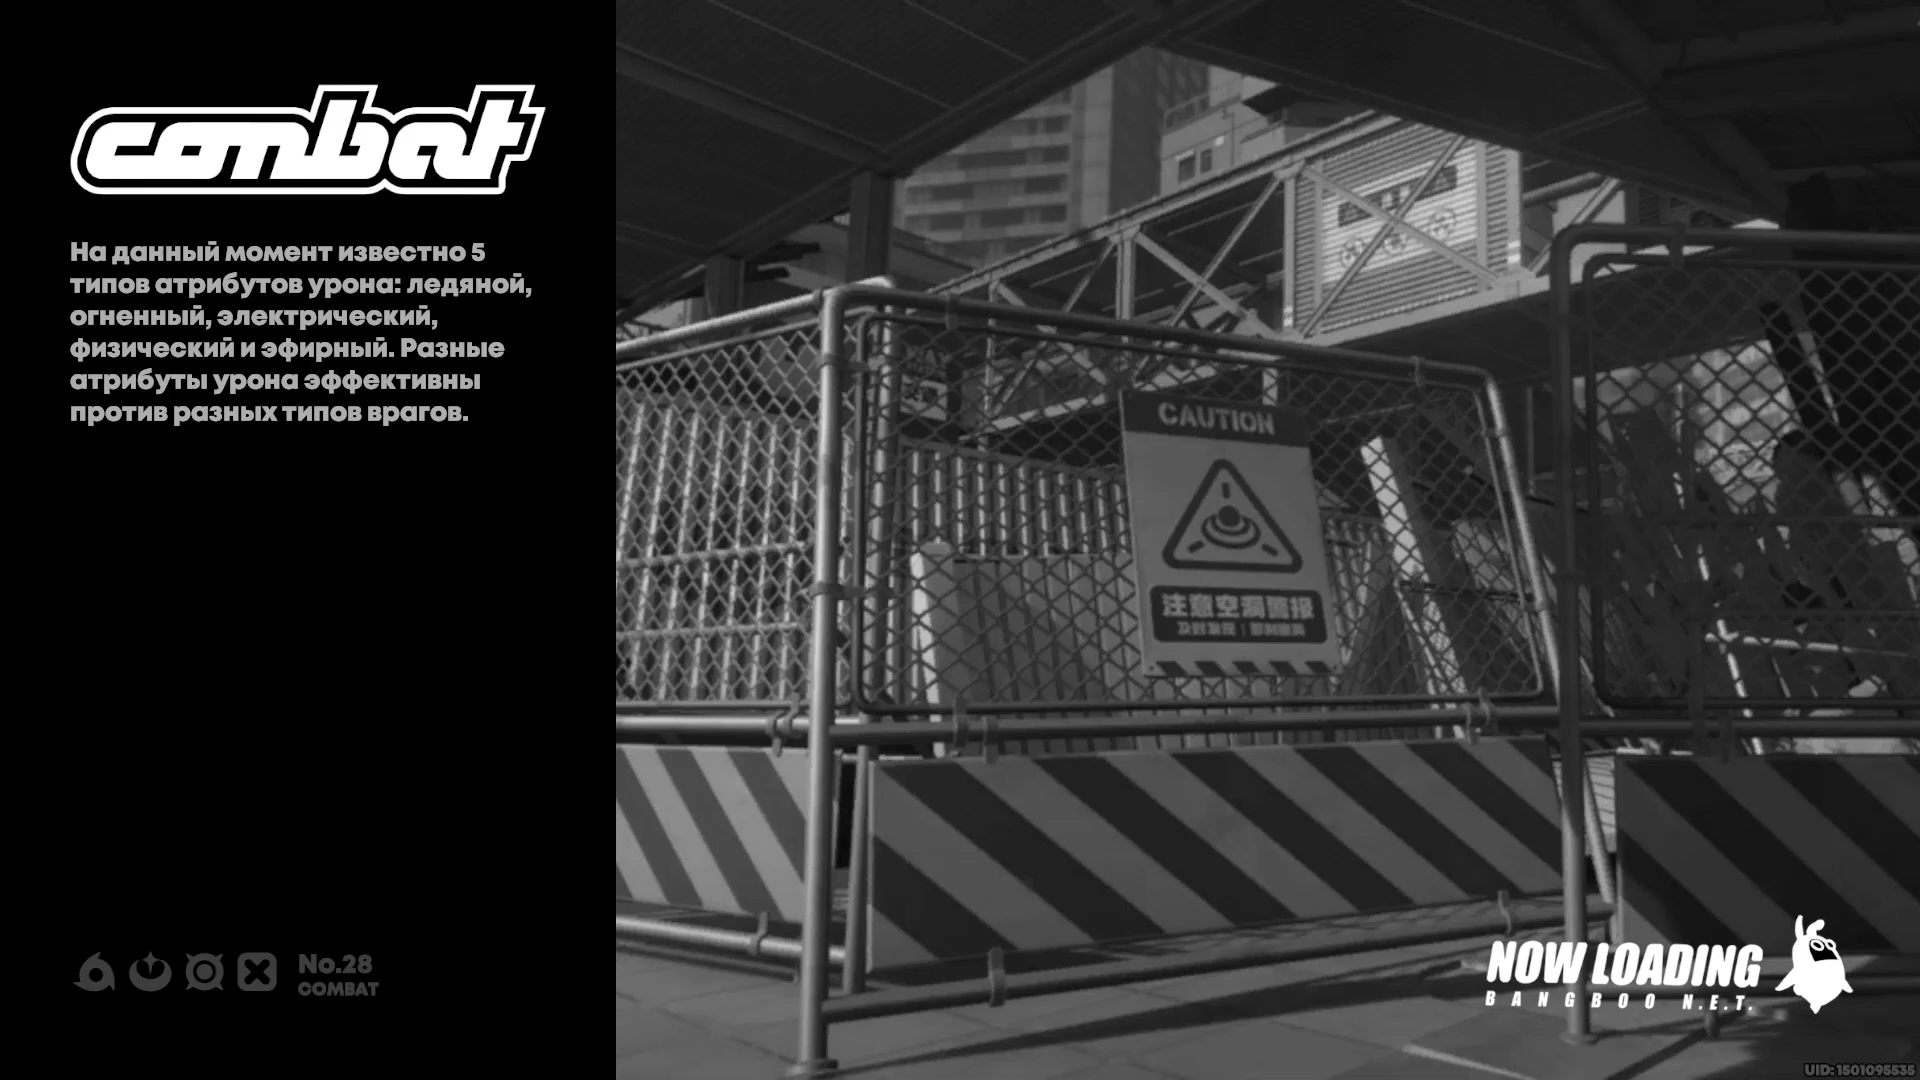 combat
На данный момент известно 5
типов атрибутов урона: ледяной,
огненный, электрический,
физический и эфирный. Разные
атрибуты урона эффективны
против разных типов врагов.
No.28
COMBAT
CAUTION
注意空洞警报
NOW LOADING
BANGBOO N.E.T.
UID: 1501095535